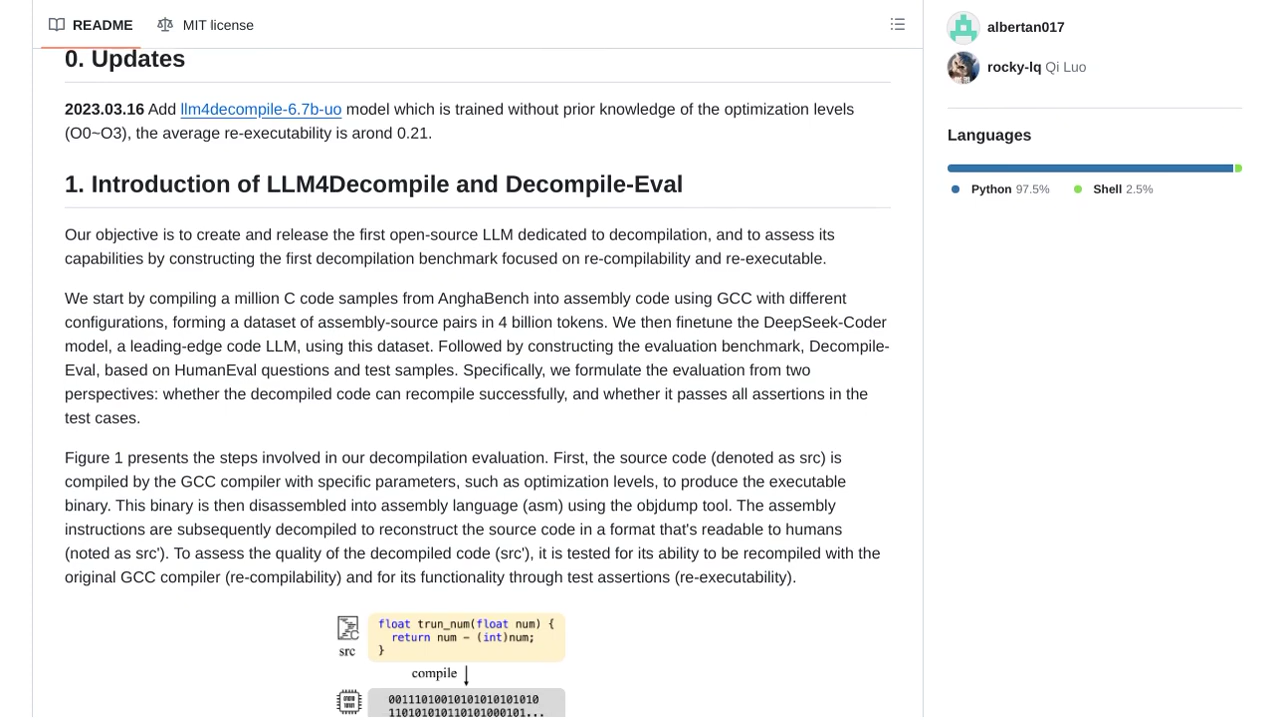 README
MIT license
0. Updates
2023.03.16 Add llm4decompile-6.7b-uo model which is trained without prior knowledge of the optimization levels
(O0~O3), the average re-executability is arond 0.21.
1. Introduction of LLM4Decompile and Decompile-Eval
Our objective is to create and release the first open-source LLM dedicated to decompilation, and to assess its
capabilities by constructing the first decompilation benchmark focused on re-compilability and re-executable.
We start by compiling a million C code samples from AnghaBench into assembly code using GCC with different
configurations, forming a dataset of assembly-source pairs in 4 billion tokens. We then finetune the DeepSeek-Coder
model, a leading-edge code LLM, using this dataset. Followed by constructing the evaluation benchmark, Decompile-
Eval, based on HumanEval questions and test samples. Specifically, we formulate the evaluation from two
perspectives: whether the decompiled code can recompile successfully, and whether it passes all assertions in the
test cases.
Figure 1 presents the steps involved in our decompilation evaluation. First, the source code (denoted as src) is
compiled by the GCC compiler with specific parameters, such as optimization levels, to produce the executable
binary. This binary is then disassembled into assembly language (asm) using the objdump tool. The assembly
instructions are subsequently decompiled to reconstruct the source code in a format that's readable to humans
(noted as src'). To assess the quality of the decompiled code (src'), it is tested for its ability to be recompiled with the
original GCC compiler (re-compilability) and for its functionality through test assertions (re-executability).
float trun_num(float num) {
return num - (int)num;
}
src
compile
00111010010101010101010
11010101011010100010 1...
albertan017
rocky-lq Qi Luo
Languages
Python 97.5%
Shell 2.5%